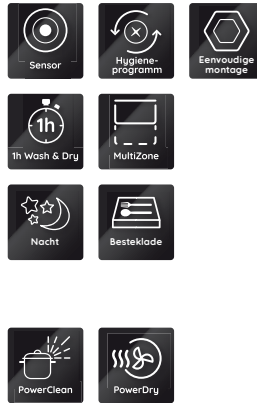 Sensor
Hygiene-
programm
Eenvoudige
montage
1h
1h Wash & Dry
MultiZone
Nacht
Besteklade
PowerClean
PowerDry